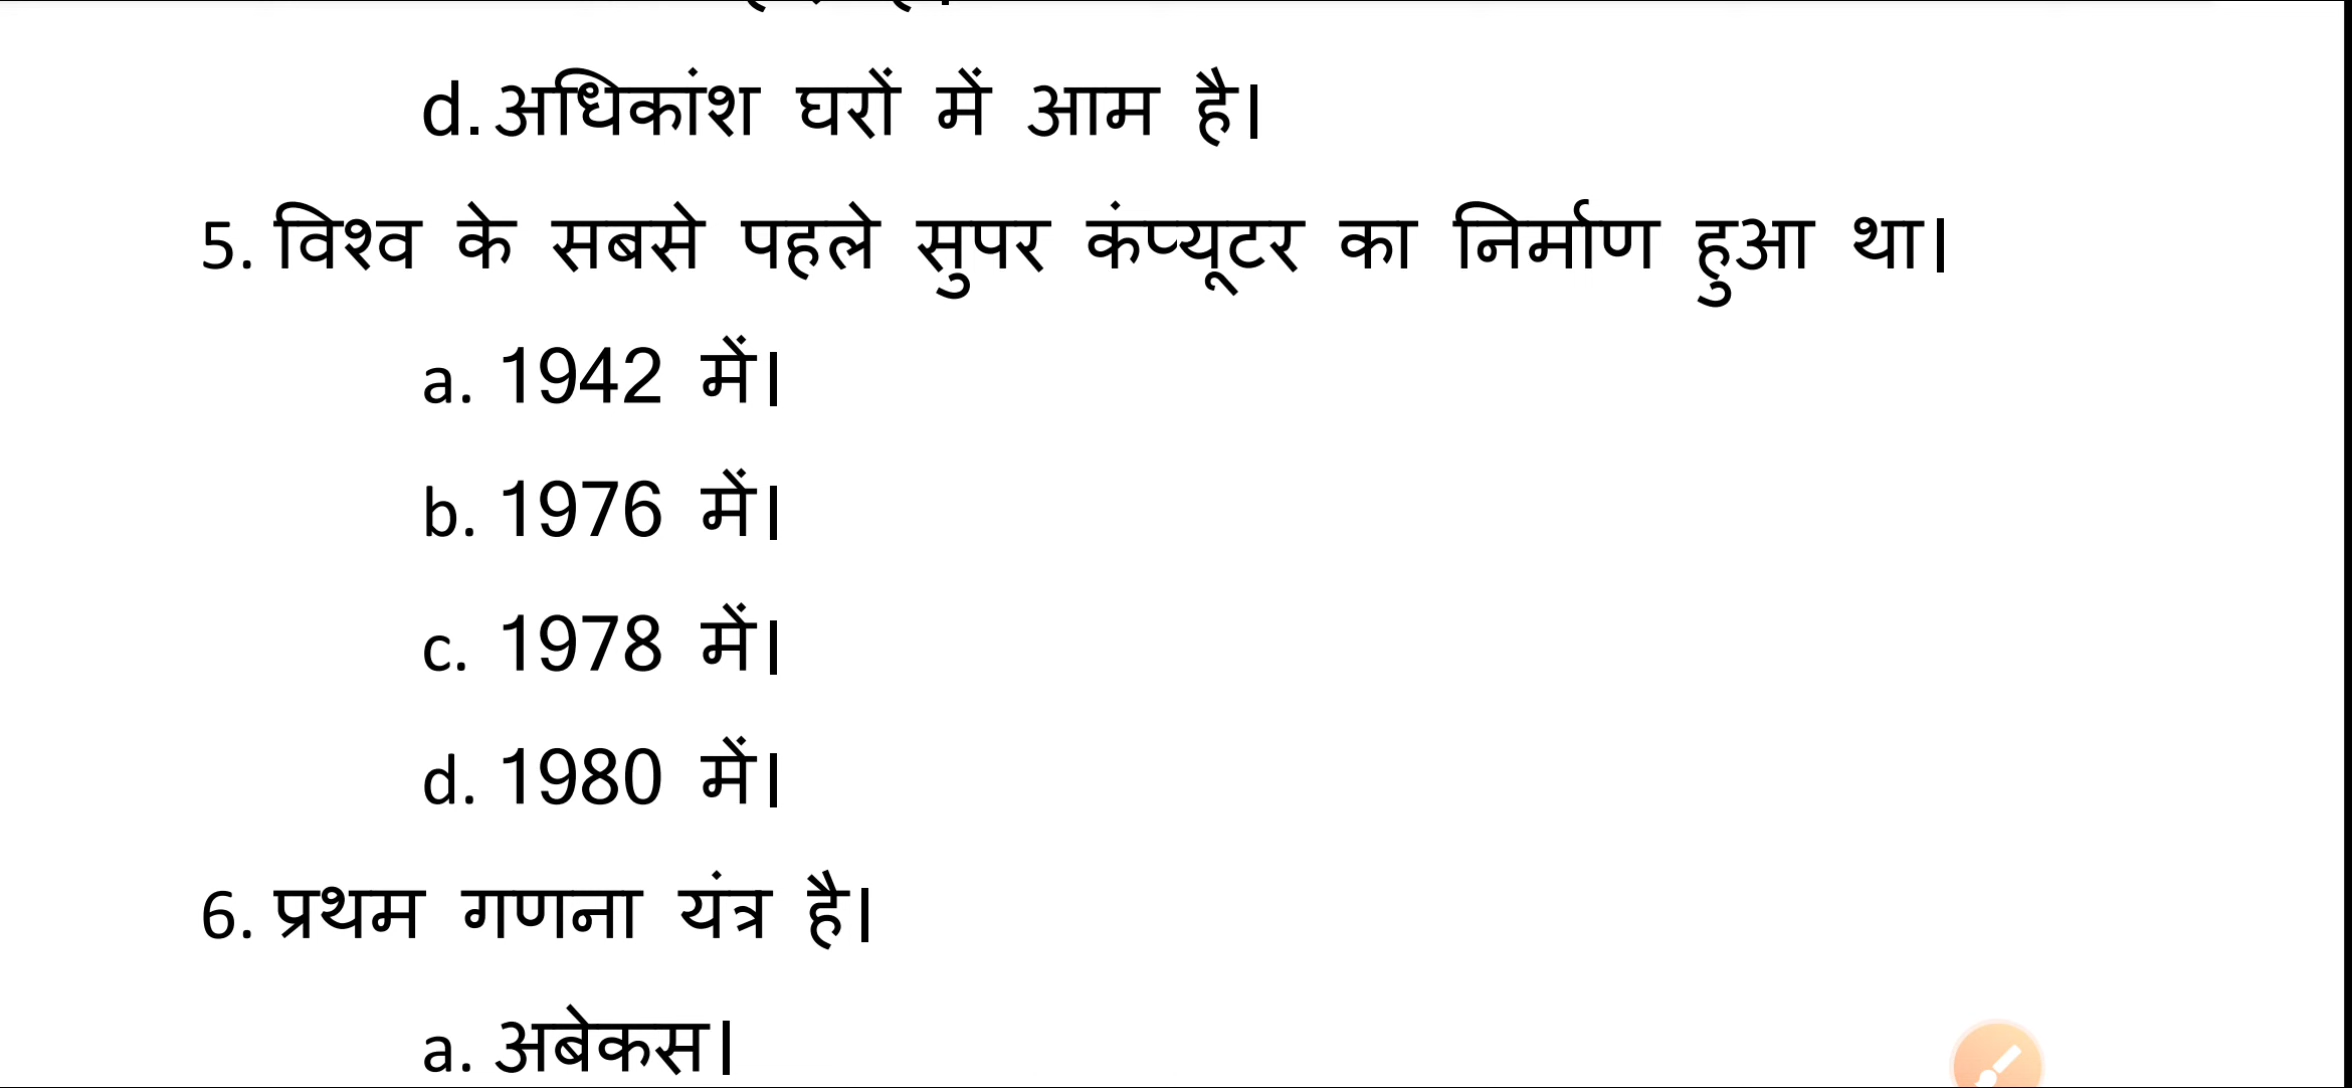 d. अधिकांश घरों में आम है।
5. विश्व के सबसे पहले सुपर कंप्यूटर का निर्माण हुआ था।
a. 1942 में।
b. 1976 में।
c. 1978 में।
d. 1980 में।
6. प्रथम गणना यंत्र है।
a. अबेकस।